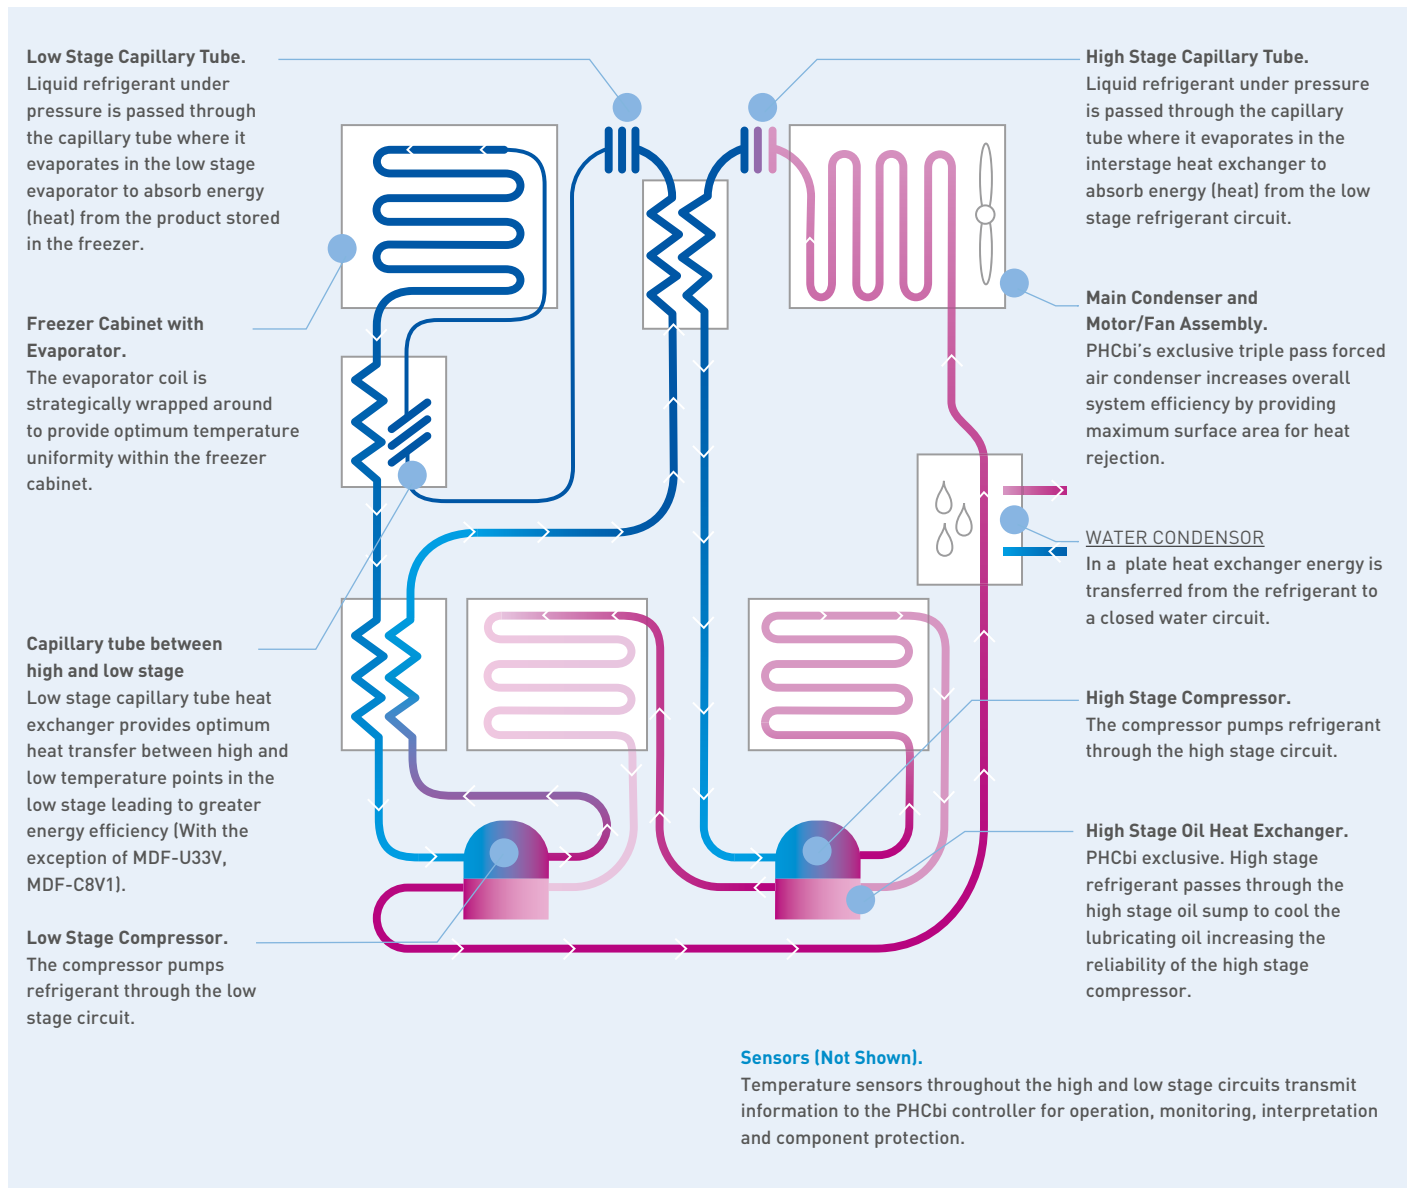 Low Stage Capillary Tube.
Liquid refrigerant under
pressure is passed through
the capillary tube where it
evaporates in the low stage
evaporator to absorb energy
(heat) from the product stored
in the freezer.
Freezer Cabinet with
Evaporator.
The evaporator coil is
strategically wrapped around
to provide optimum temperature
uniformity within the freezer
cabinet.
Capillary tube between
high and low stage
Low stage capillary tube heat
exchanger provides optimum
heat transfer between high and
low temperature points in the
low stage leading to greater
energy efficiency (With the
exception of MDF-U33V,
MDF-C8V1).
Low Stage Compressor.
The compressor pumps
refrigerant through the low
stage circuit.
High Stage Capillary Tube.
Liquid refrigerant under pressure
is passed through the capillary
tube where it evaporates in the
interstage heat exchanger to
absorb energy (heat) from the low
stage refrigerant circuit.
Main Condenser and
Motor/Fan Assembly.
PHCbi’s exclusive triple pass forced
air condenser increases overall
system efficiency by providing
maximum surface area for heat
rejection.
WATER CONDENSOR
In a  plate heat exchanger energy is
transferred from the refrigerant to
a closed water circuit.
High Stage Compressor.
The compressor pumps refrigerant
through the high stage circuit.
High Stage Oil Heat Exchanger.
PHCbi exclusive. High stage
refrigerant passes through the
high stage oil sump to cool the
lubricating oil increasing the
reliability of the high stage
compressor.
Sensors (Not Shown).
Temperature sensors throughout the high and low stage circuits transmit
information to the PHCbi controller for operation, monitoring, interpretation
and component protection.